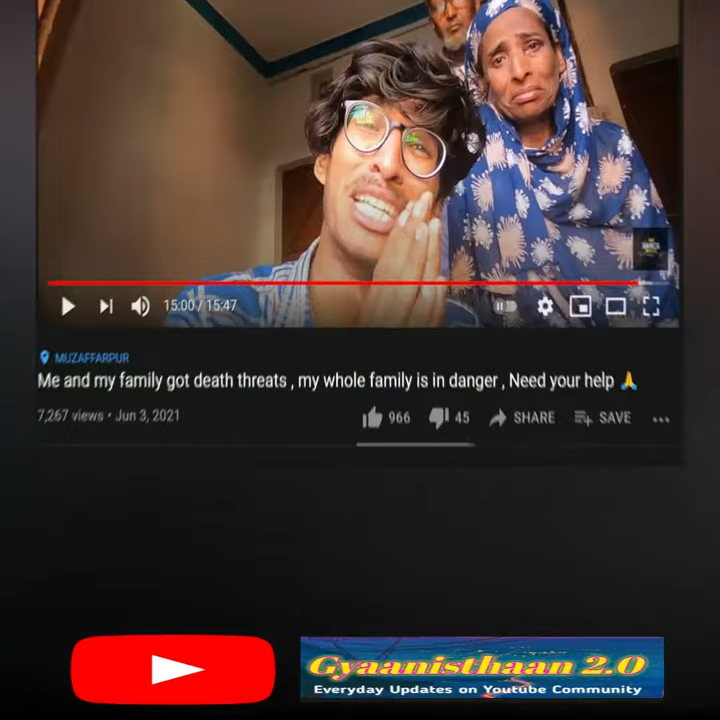 15:00 / 15:47
MUZAFFARPUR
Me and my family got death threats , my whole family is in danger , Need your help 🙏
7,267 views • Jun 3, 2021 966 45 SHARE SAVE
Gyaanisthaan 2.0
Everyday Updates on Youtube Community